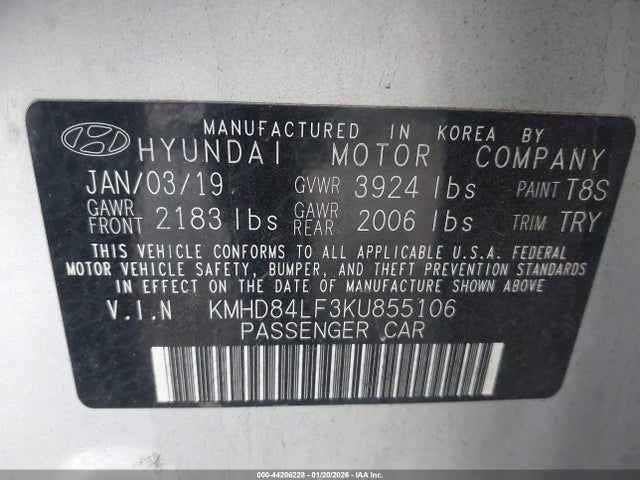 MANUFACTURED IN KOREA BY
HYUNDAI MOTOR COMPANY
JAN/03/19 GVWR 3924 lbs PAINT T8S
GAWR FRONT 2183 lbs GAWR REAR 2006 lbs TRIM TRY
THIS VEHICLE CONFORMS TO ALL APPLICABLE U.S.A. FEDERAL
MOTOR VEHICLE SAFETY, BUMPER, AND THEFT PREVENTION STANDARDS
IN EFFECT ON THE DATE OF MANUFACTURE SHOWN ABOVE
V.I.N KMHD84LF3KU855106
PASSENGER CAR
000-44206228 - 01/20/2026 - IAA Inc.